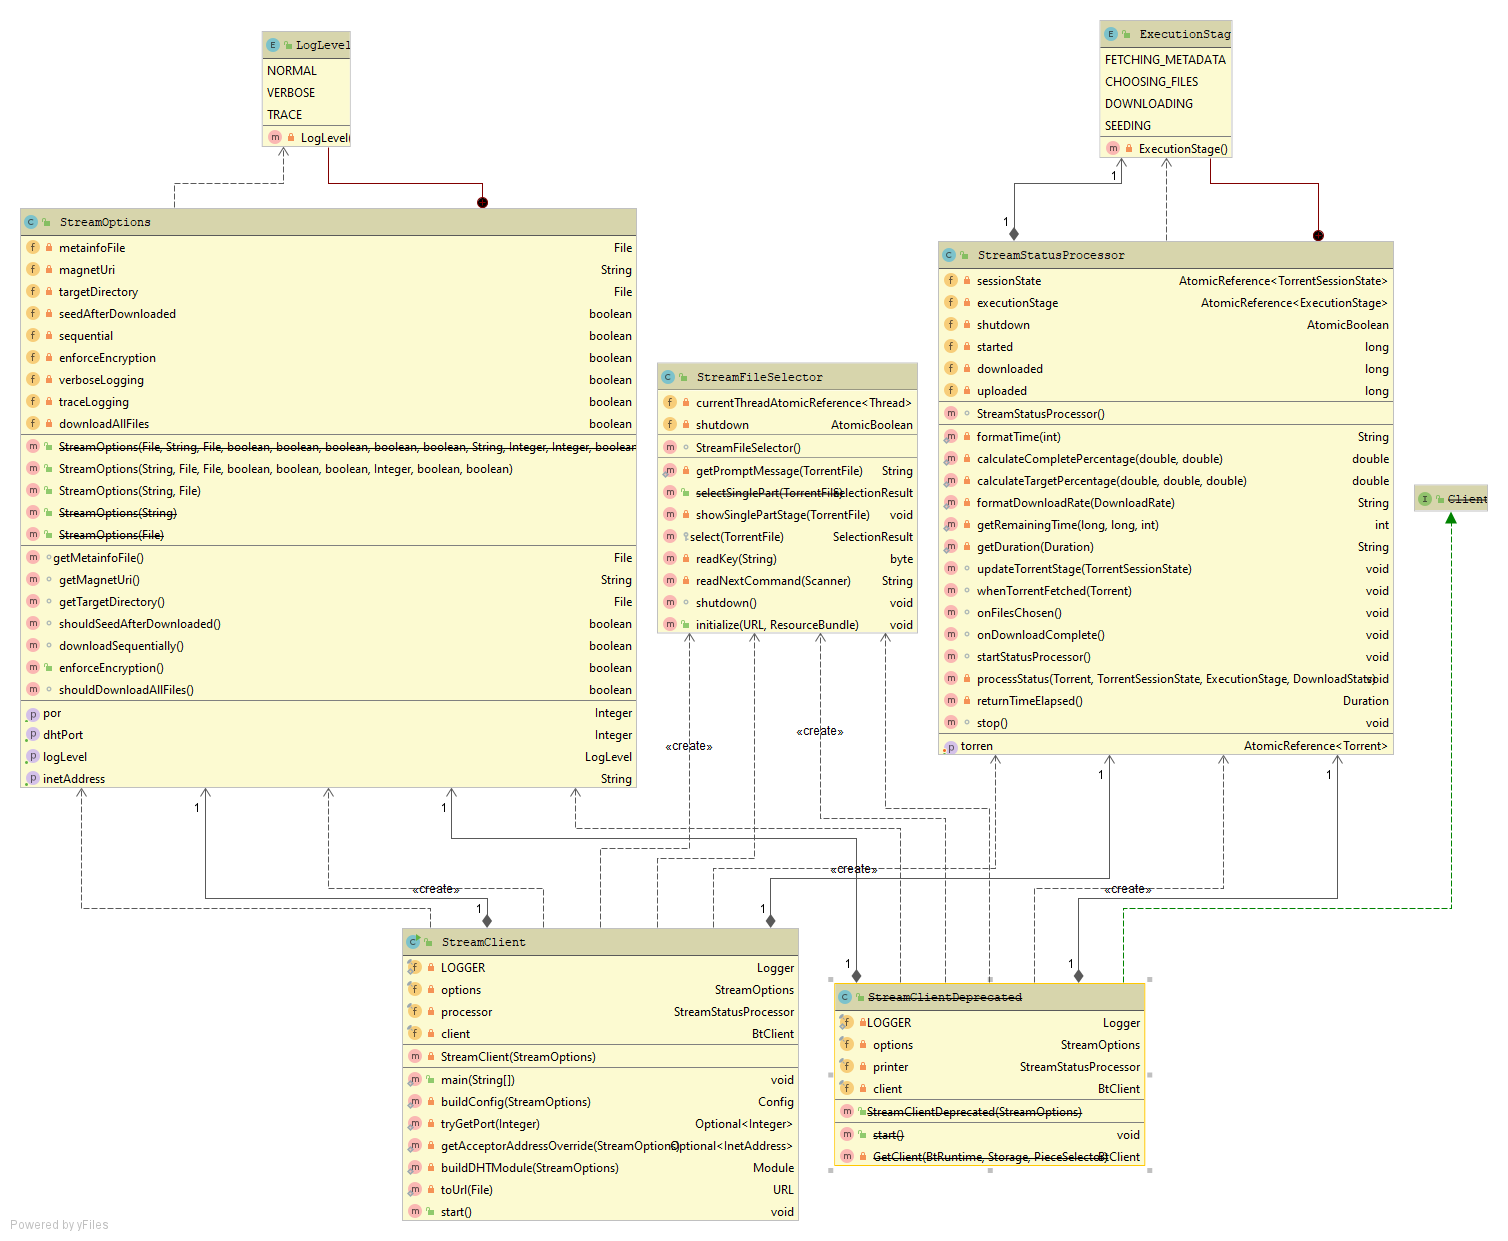 LogLevel
NORMAL
VERBOSE
TRACE
LogLevel(
ExecutionStag
FETCHING_METADATA
CHOOSING_FILES
DOWNLOADING
SEEDING
ExecutionStage()
1
1
StreamOptions
metainfoFile File
magnetUri String
targetDirectory File
seedAfterDownloaded boolean
sequential boolean
enforceEncryption boolean
verboseLogging boolean
traceLogging boolean
downloadAllFiles boolean
StreamOptions(File, String, File, boolean, boolean, boolean, boolean, boolean, String, Integer, Integer, boolean
StreamOptions(String, File, File, boolean, boolean, boolean, Integer, boolean, boolean)
StreamOptions(String, File)
StreamOptions(String)
StreamOptions(File)
getMetainfoFile() File
getMagnetUri() String
getTargetDirectory() File
shouldSeedAfterDownloaded() boolean
downloadSequentially() boolean
enforceEncryption() boolean
shouldDownloadAllFiles() boolean
por Integer
dhtPort Integer
logLevel LogLevel
inetAddress String
StreamFileSelector
currentThread AtomicReference<Thread>
shutdown AtomicBoolean
StreamFileSelector()
getPromptMessage(TorrentFile) String
selectSinglePart(TorrentFile) SelectionResult
showSinglePartStage(TorrentFile) void
select(TorrentFile) SelectionResult
readKey(String) byte
readNextCommand(Scanner) String
shutdown() void
initialize(URL, ResourceBundle) void
StreamStatusProcessor
sessionState AtomicReference<TorrentSessionState>
executionStage AtomicReference<ExecutionStage>
shutdown AtomicBoolean
started long
downloaded long
uploaded long
StreamStatusProcessor()
formatTime(int) String
calculateCompletePercentage(double, double) double
calculateTargetPercentage(double, double, double) double
formatDownloadRate(DownloadRate) String
getRemainingTime(long, long, int) int
getDuration(Duration) String
updateTorrentStage(TorrentSessionState) void
whenTorrentFetched(Torrent) void
onFilesChosen() void
onDownloadComplete() void
startStatusProcessor() void
processStatus(Torrent, TorrentSessionState, ExecutionStage, DownloadStats) void
returnTimeElapsed() Duration
stop() void
torren AtomicReference<Torrent>
Client
«create»
«create»
1
1
1
1
«create»
«create»
«create»
1
1
1
1
StreamClient
LOGGER Logger
options StreamOptions
processor StreamStatusProcessor
client BtClient
StreamClient(StreamOptions)
main(String[]) void
buildConfig(StreamOptions) Config
tryGetPort(Integer) Optional<Integer>
getAcceptorAddressOverride(StreamOptions) Optional<InetAddress>
buildDHTModule(StreamOptions) Module
toUrl(File) URL
start() void
StreamClientDeprecated
LOGGER Logger
options StreamOptions
printer StreamStatusProcessor
client BtClient
StreamClientDeprecated(StreamOptions)
start() void
GetClient(BtRuntime, Storage, PieceSelector) BtClient
Powered by yFiles